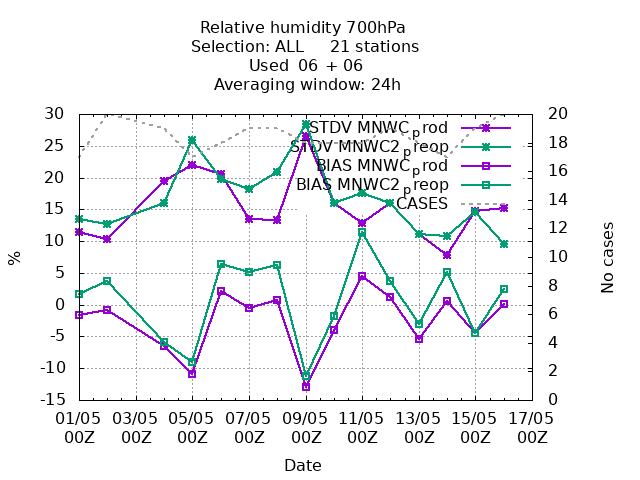 Relative humidity 700hPa
Selection: ALL 21 stations
Used 06 + 06
Averaging window: 24h
30
25
20
15
10
5
0
-5
-10
-15
%
20
18
16
14
12
10
8
6
4
2
0
No cases
STDV MNWC_prod
STDV MNWC2_preop
BIAS MNWC_prod
BIAS MNWC2_preop
CASES
01/05 03/05 05/05 07/05 09/05 11/05 13/05 15/05 17/05
00Z 00Z 00Z 00Z 00Z 00Z 00Z 00Z 00Z
Date